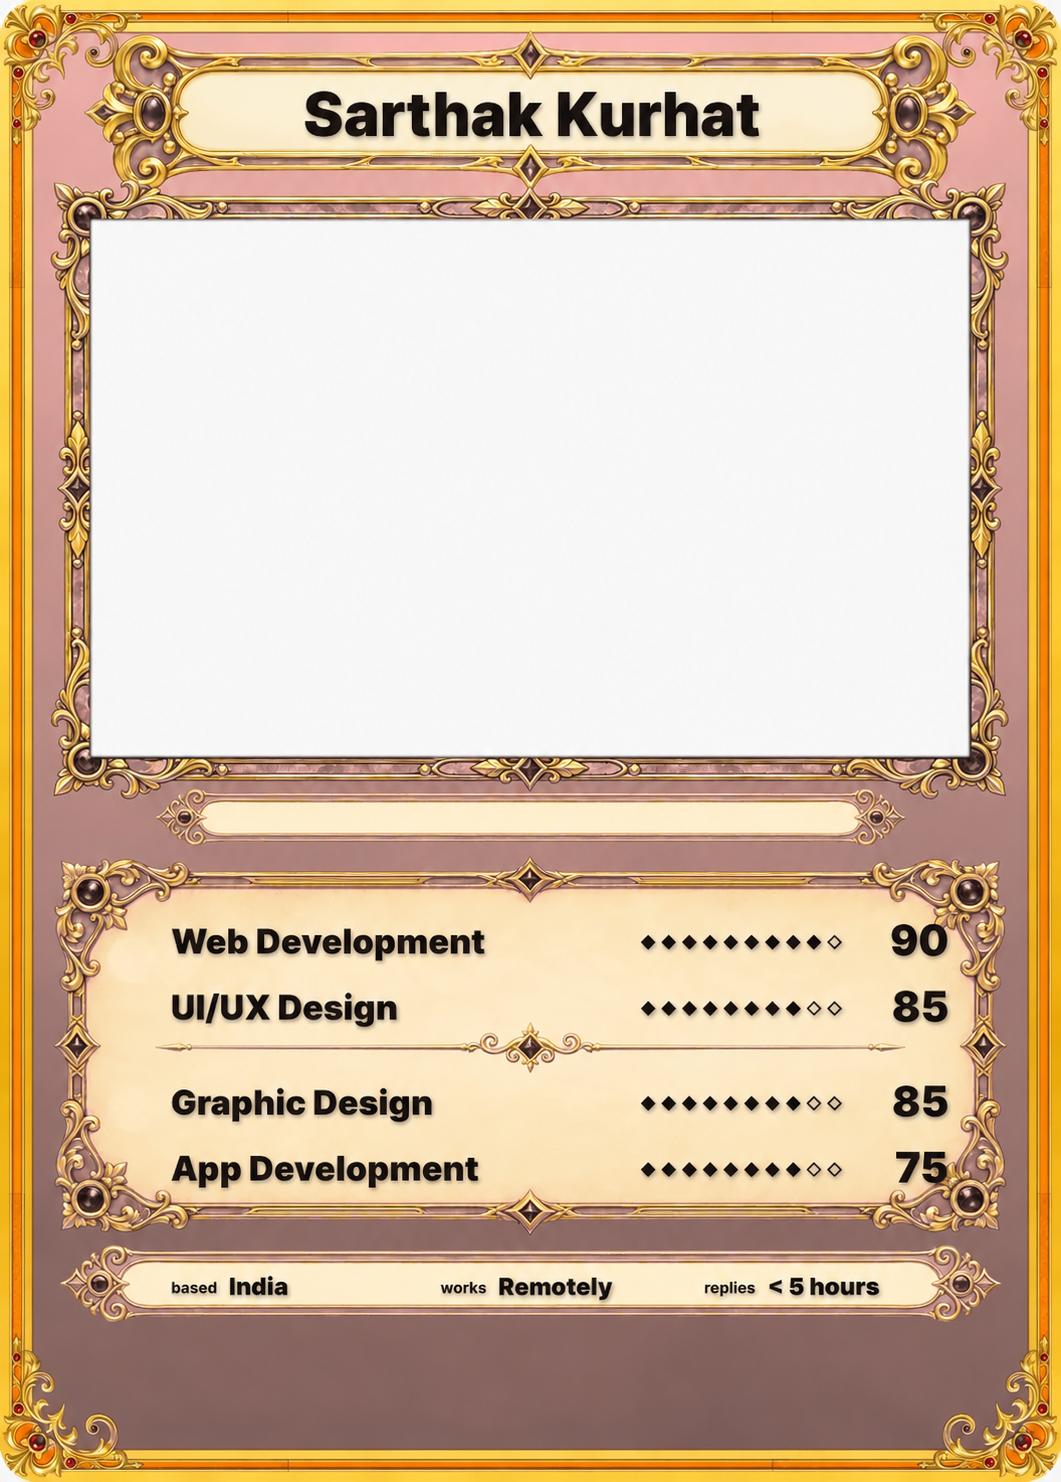 Sarthak Kurhat
Web Development ◆◆◆◆◆◆◆◆◆◇ 90
UI/UX Design ◆◆◆◆◆◆◆◆◇◇ 85
Graphic Design ◆◆◆◆◆◆◆◆◇◇ 85
App Development ◆◆◆◆◆◆◆◆◇◇ 75
based India works Remotely replies < 5 hours